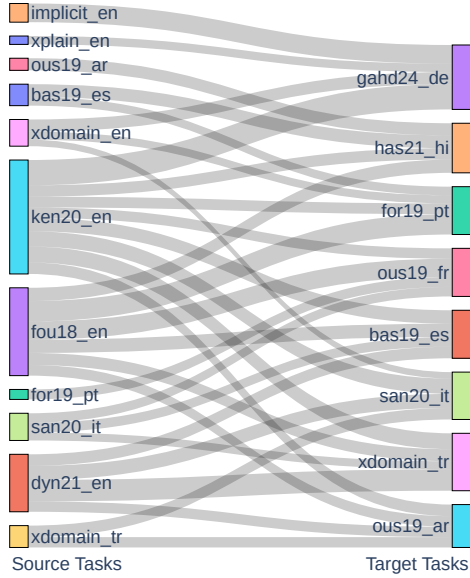 implicit_en
xplain_en
ous19_ar
bas19_es
xdomain_en
ken20_en
fou18_en
for19_pt
san20_it
dyn21_en
xdomain_tr
Source Tasks
gahd24_de
has21_hi
for19_pt
ous19_fr
bas19_es
san20_it
xdomain_tr
ous19_ar
Target Tasks